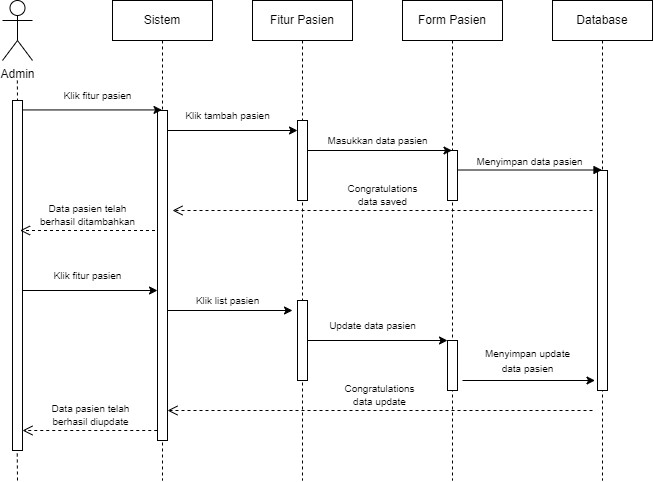 Sistem
Fitur Pasien
Form Pasien
Database
Admin
Klik fitur pasien
Klik tambah pasien
Masukkan data pasien
Menyimpan data pasien
Congratulations
data saved
Data pasien telah
berhasil ditambahkan
Klik fitur pasien
Klik list pasien
Update data pasien
Menyimpan update
data pasien
Congratulations
data update
Data pasien telah
berhasil diupdate